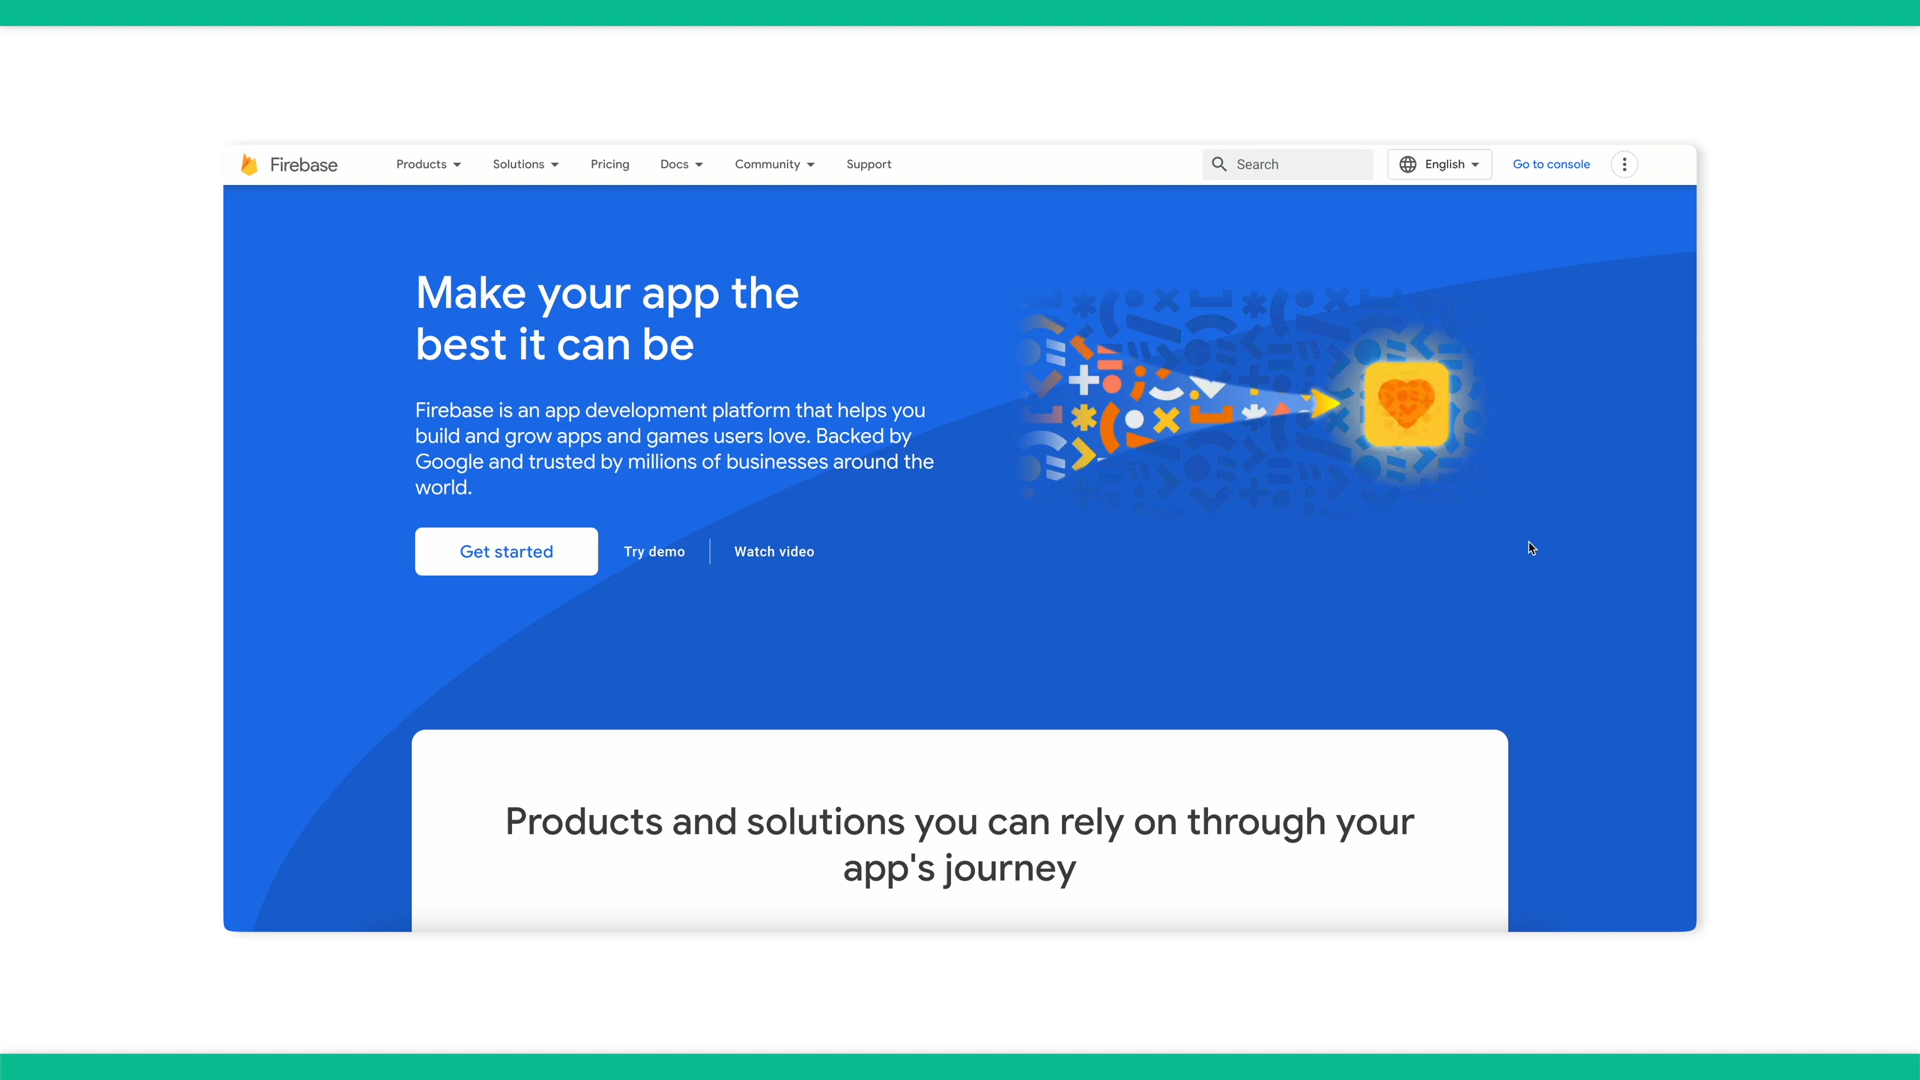 Firebase
Products
Solutions
Pricing
Docs
Community
Support
Search
English
Go to console
Make your app the
best it can be
Firebase is an app development platform that helps you
build and grow apps and games users love. Backed by
Google and trusted by millions of businesses around the
world.
Get started
Try demo
Watch video
Products and solutions you can rely on through your
app's journey